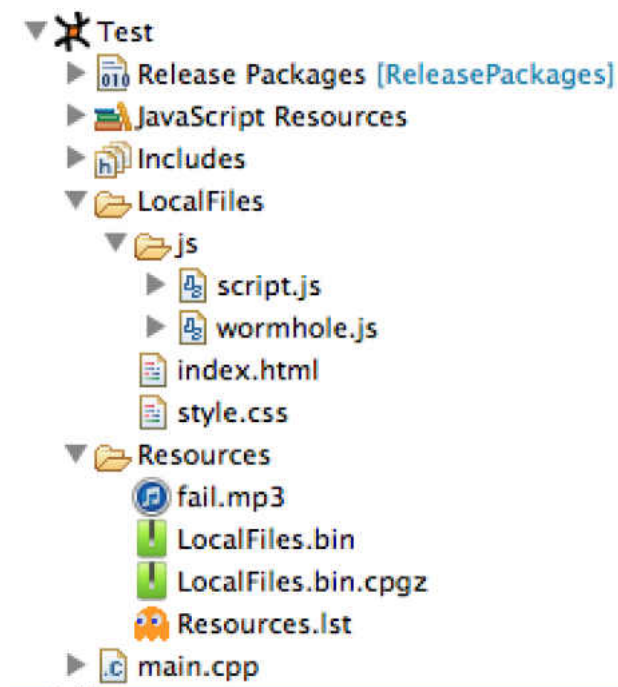 Test
Release Packages [ReleasePackages]
JavaScript Resources
Includes
LocalFiles
js
script.js
wormhole.js
index.html
style.css
Resources
fail.mp3
LocalFiles.bin
LocalFiles.bin.cpgz
Resources.lst
main.cpp